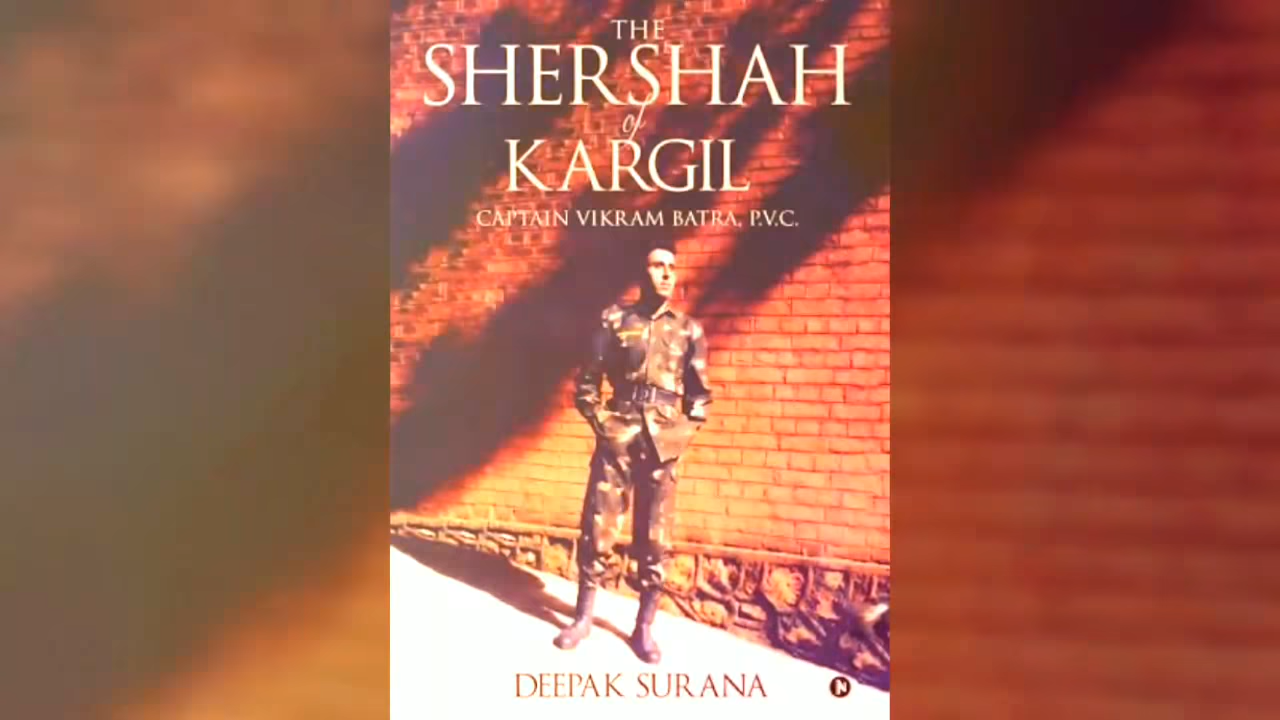 THE
SHERSHAH
of
KARGIL
CAPTAIN VIKRAM BATRA, P.V.C.
DEEPAK SURANA
N